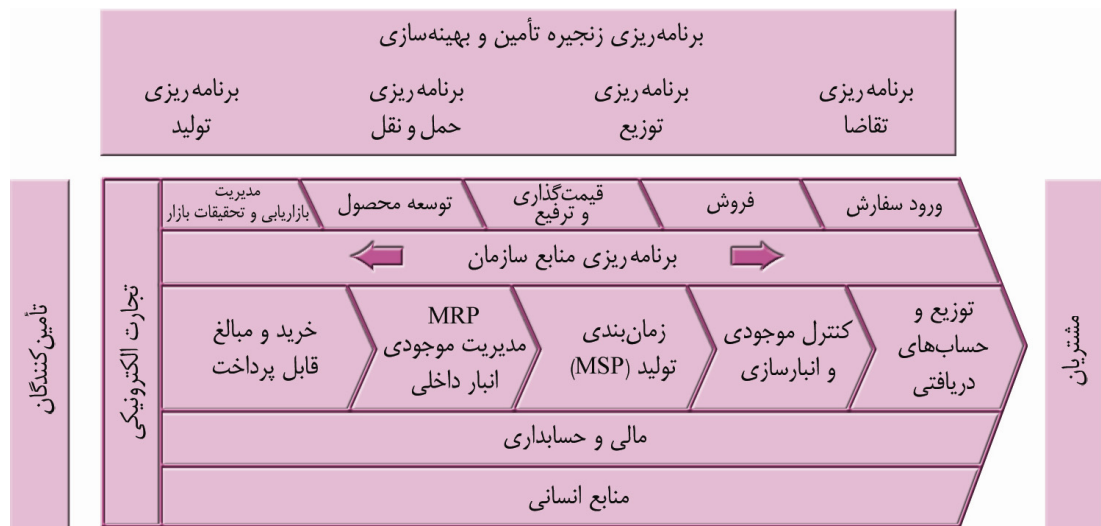 برنامه‌ریزی زنجیره تأمین و بهینه‌سازی
برنامه‌ریزی
تقاضا
برنامه‌ریزی
توزیع
برنامه‌ریزی
حمل و نقل
برنامه‌ریزی
تولید
مشتریان
ورود سفارش
فروش
قیمت‌گذاری
و ترفیع
توسعه محصول
مدیریت
بازاریابی و تحقیقات بازار
برنامه‌ریزی منابع سازمان
توزیع و
حساب‌های
دریافتی
کنترل موجودی
و انبارسازی
زمان‌بندی
تولید (MSP)
MRP
مدیریت موجودی
انبار داخلی
خرید و مبالغ
قابل پرداخت
مالی و حسابداری
منابع انسانی
تجارت الکترونیکی
تأمین‌کنندگان